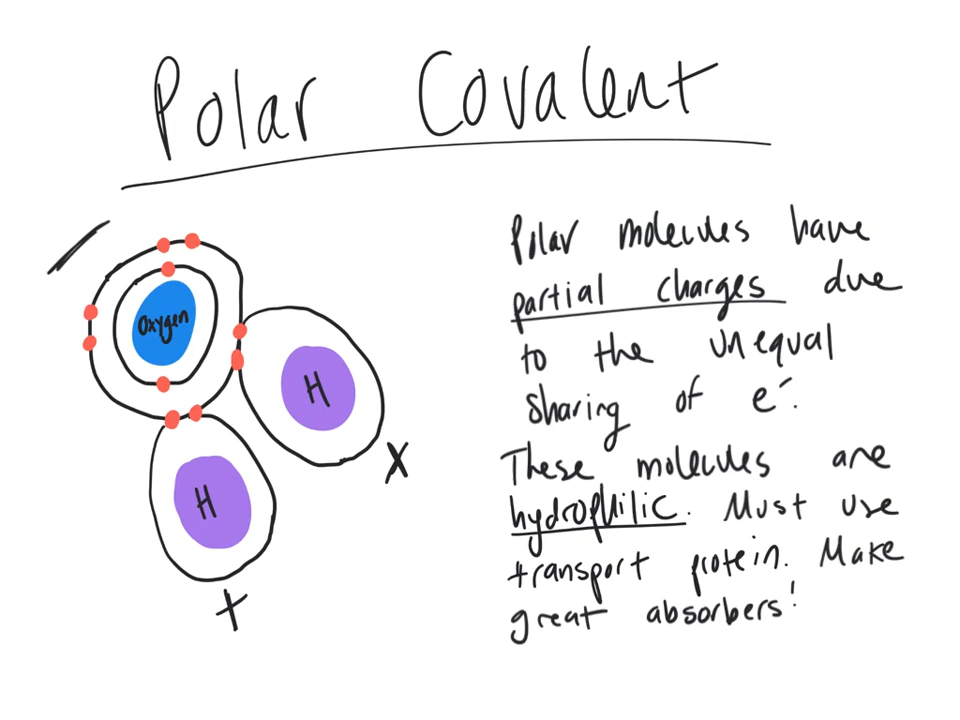 Polar Covalent
Polar molecules have
partial charges due
Oxygen
to the unequal
H
sharing of e⁻.
These molecules are
hydrophilic. Must use
H
transport protein. Make
great absorbers!
+
+
-